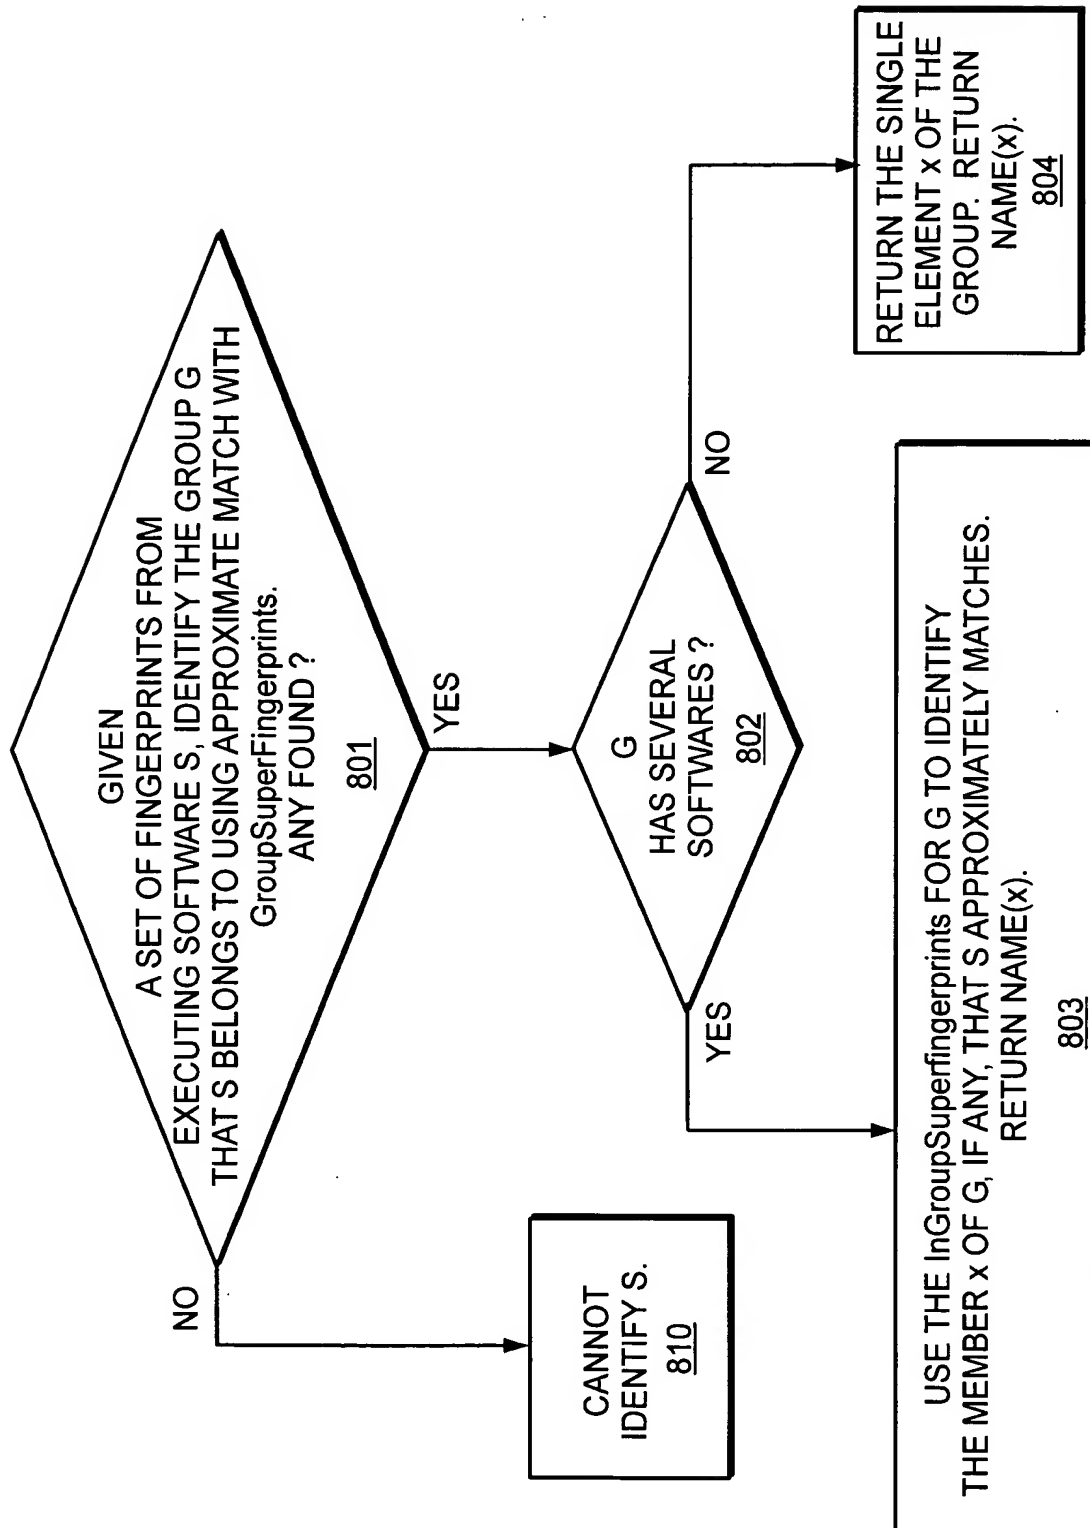 GIVEN
A SET OF FINGERPRINTS FROM
EXECUTING SOFTWARE S, IDENTIFY THE GROUP G
THAT S BELONGS TO USING APPROXIMATE MATCH WITH
GroupSuperFingerprints.
ANY FOUND ?
801
NO
YES
CANNOT
IDENTIFY S.
810
G
HAS SEVERAL
SOFTWARES ?
802
YES
NO
USE THE InGroupSuperfingerprints FOR G TO IDENTIFY
THE MEMBER x OF G, IF ANY, THAT S APPROXIMATELY MATCHES.
RETURN NAME(x).
803
RETURN THE SINGLE
ELEMENT x OF THE
GROUP. RETURN
NAME(x).
804